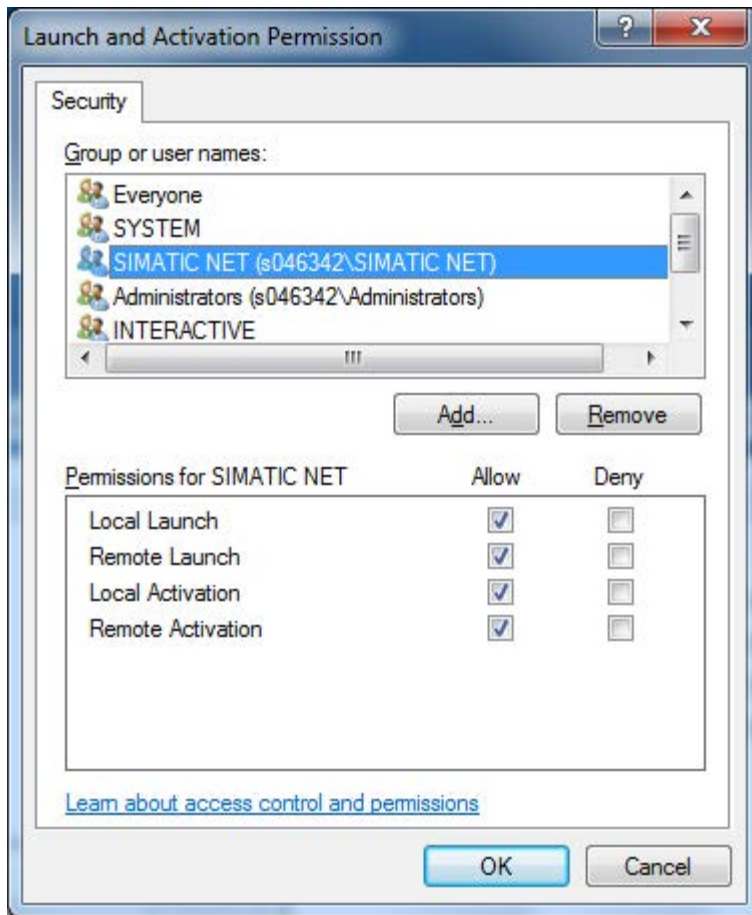 Launch and Activation Permission
Security
Group or user names:
Everyone
SYSTEM
SIMATIC NET (s046342\SIMATIC NET)
Administrators (s046342\Administrators)
INTERACTIVE
Add... Remove
Permissions for SIMATIC NET Allow Deny
Local Launch
Remote Launch
Local Activation
Remote Activation
Learn about access control and permissions
OK Cancel